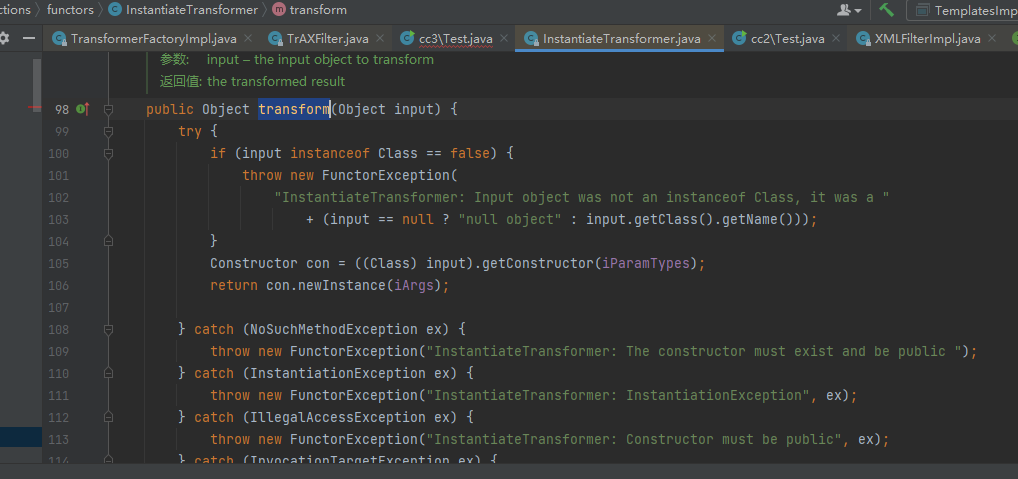 ctions › functors › InstantiateTransformer › transform
TemplatesImp
TransformerFactoryImpl.java TrAXFilter.java cc3\Test.java InstantiateTransformer.java cc2\Test.java XMLFilterImpl.java
参数: input – the input object to transform
返回值: the transformed result
98 public Object transform(Object input) {
99 try {
100 if (input instanceof Class == false) {
101 throw new FunctorException(
102 "InstantiateTransformer: Input object was not an instanceof Class, it was a "
103 + (input == null ? "null object" : input.getClass().getName()));
104 }
105 Constructor con = ((Class) input).getConstructor(iParamTypes);
106 return con.newInstance(iArgs);
107
108 } catch (NoSuchMethodException ex) {
109 throw new FunctorException("InstantiateTransformer: The constructor must exist and be public ");
110 } catch (InstantiationException ex) {
111 throw new FunctorException("InstantiateTransformer: InstantiationException", ex);
112 } catch (IllegalAccessException ex) {
113 throw new FunctorException("InstantiateTransformer: Constructor must be public", ex);
114 } catch (InvocationTargetException ex) {